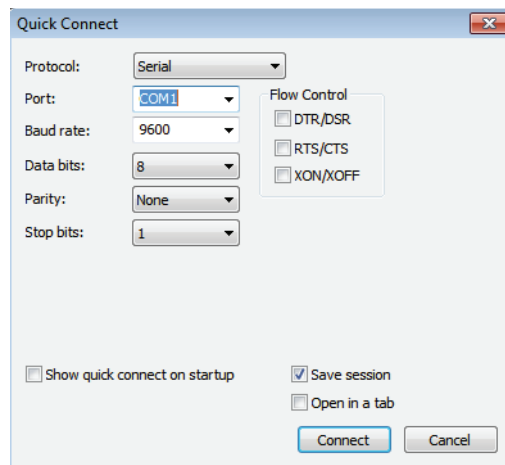 Quick Connect
Protocol: Serial
Port: COM1
Flow Control
DTR/DSR
Baud rate: 9600
RTS/CTS
Data bits: 8
XON/XOFF
Parity: None
Stop bits: 1
Show quick connect on startup
Save session
Open in a tab
Connect Cancel